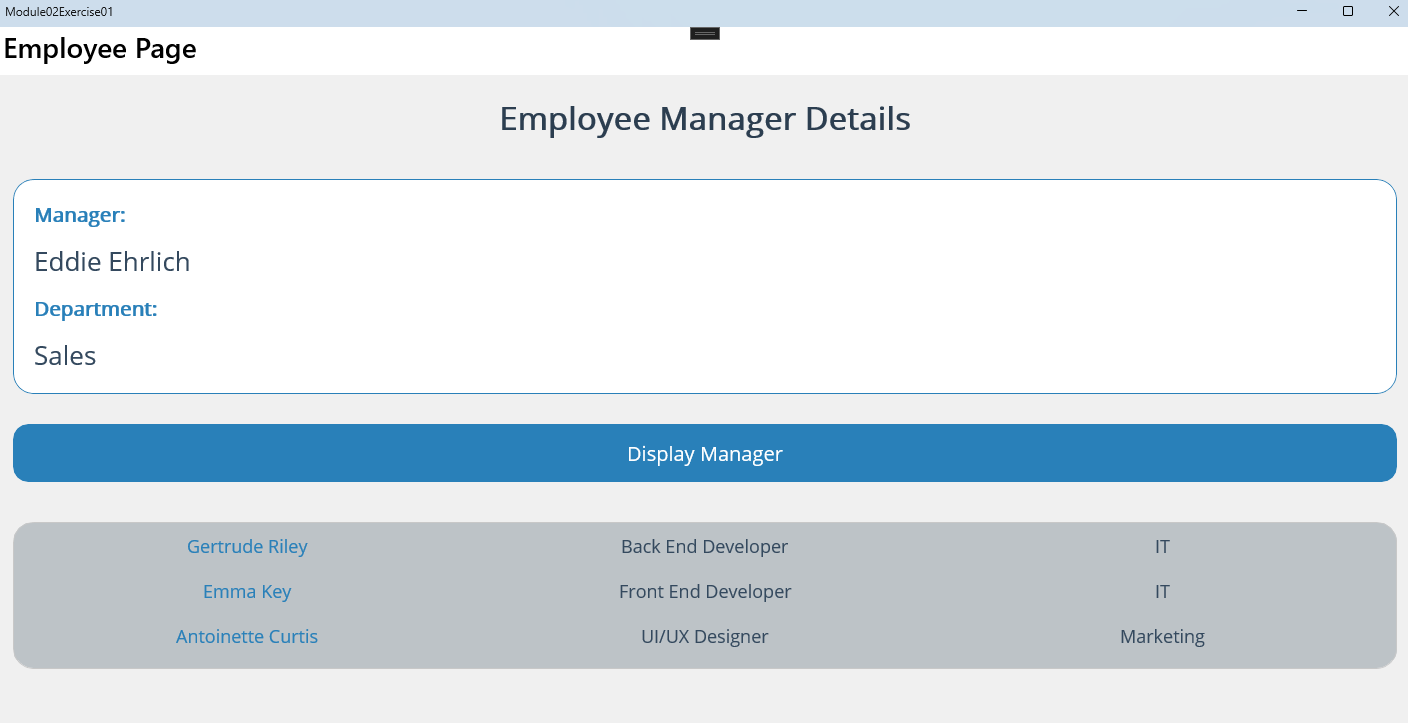 Module02Exercise01
Employee Page
Employee Manager Details
Manager:
Eddie Ehrlich
Department:
Sales
Display Manager
Gertrude Riley Back End Developer IT
Emma Key Front End Developer IT
Antoinette Curtis UI/UX Designer Marketing